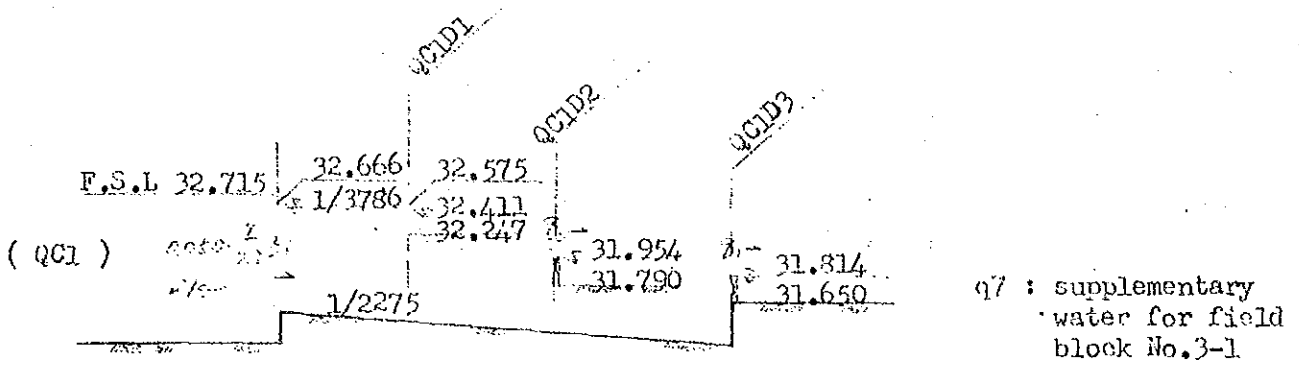 QC1D1
QC1D2
QC1D3
F.S.L 32.715
32.666
32.575
1/3786
32.411
32.247
( QC1 )
31.954
31.790
31.814
31.650
1/2275
q7 : supplementary
water for field
block No.3-1